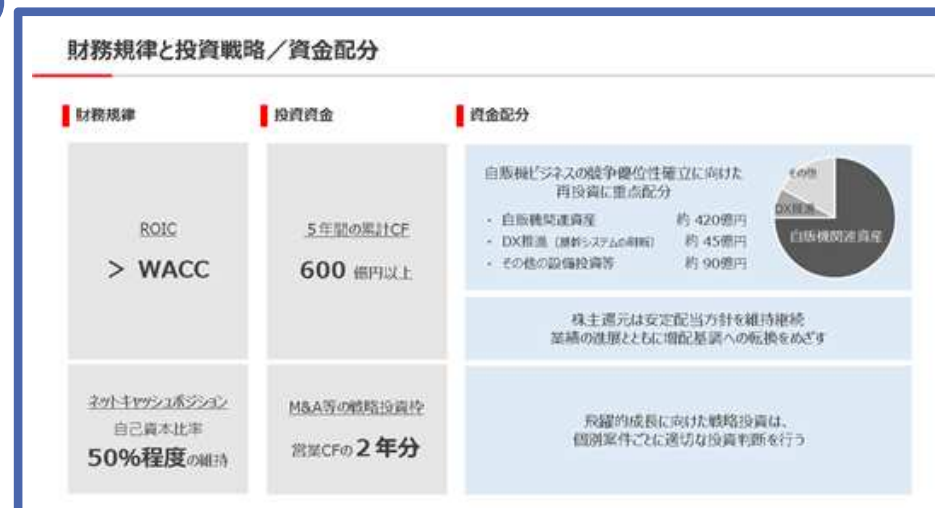 財務規律と投資戦略／資金配分
財務規律
投資資金
資金配分
ROIC
> WACC
5年間の累計CF
600 億円以上
自販機ビジネスの競争優位性確立に向けた
再投資に重点配分
・ 自販機関連資産 約 420億円
・ DX推進（基幹システムの刷新） 約 45億円
・ その他の設備投資等 約 90億円
その他
DX推進
自販機関連資産
株主還元は安定配当方針を維持継続
業績の進展とともに増配基調への転換をめざす
ネットキャッシュポジション
自己資本比率
50%程度の維持
M&A等の戦略投資枠
営業CFの2年分
飛躍的成長に向けた戦略投資は、
個別案件ごとに適切な投資判断を行う